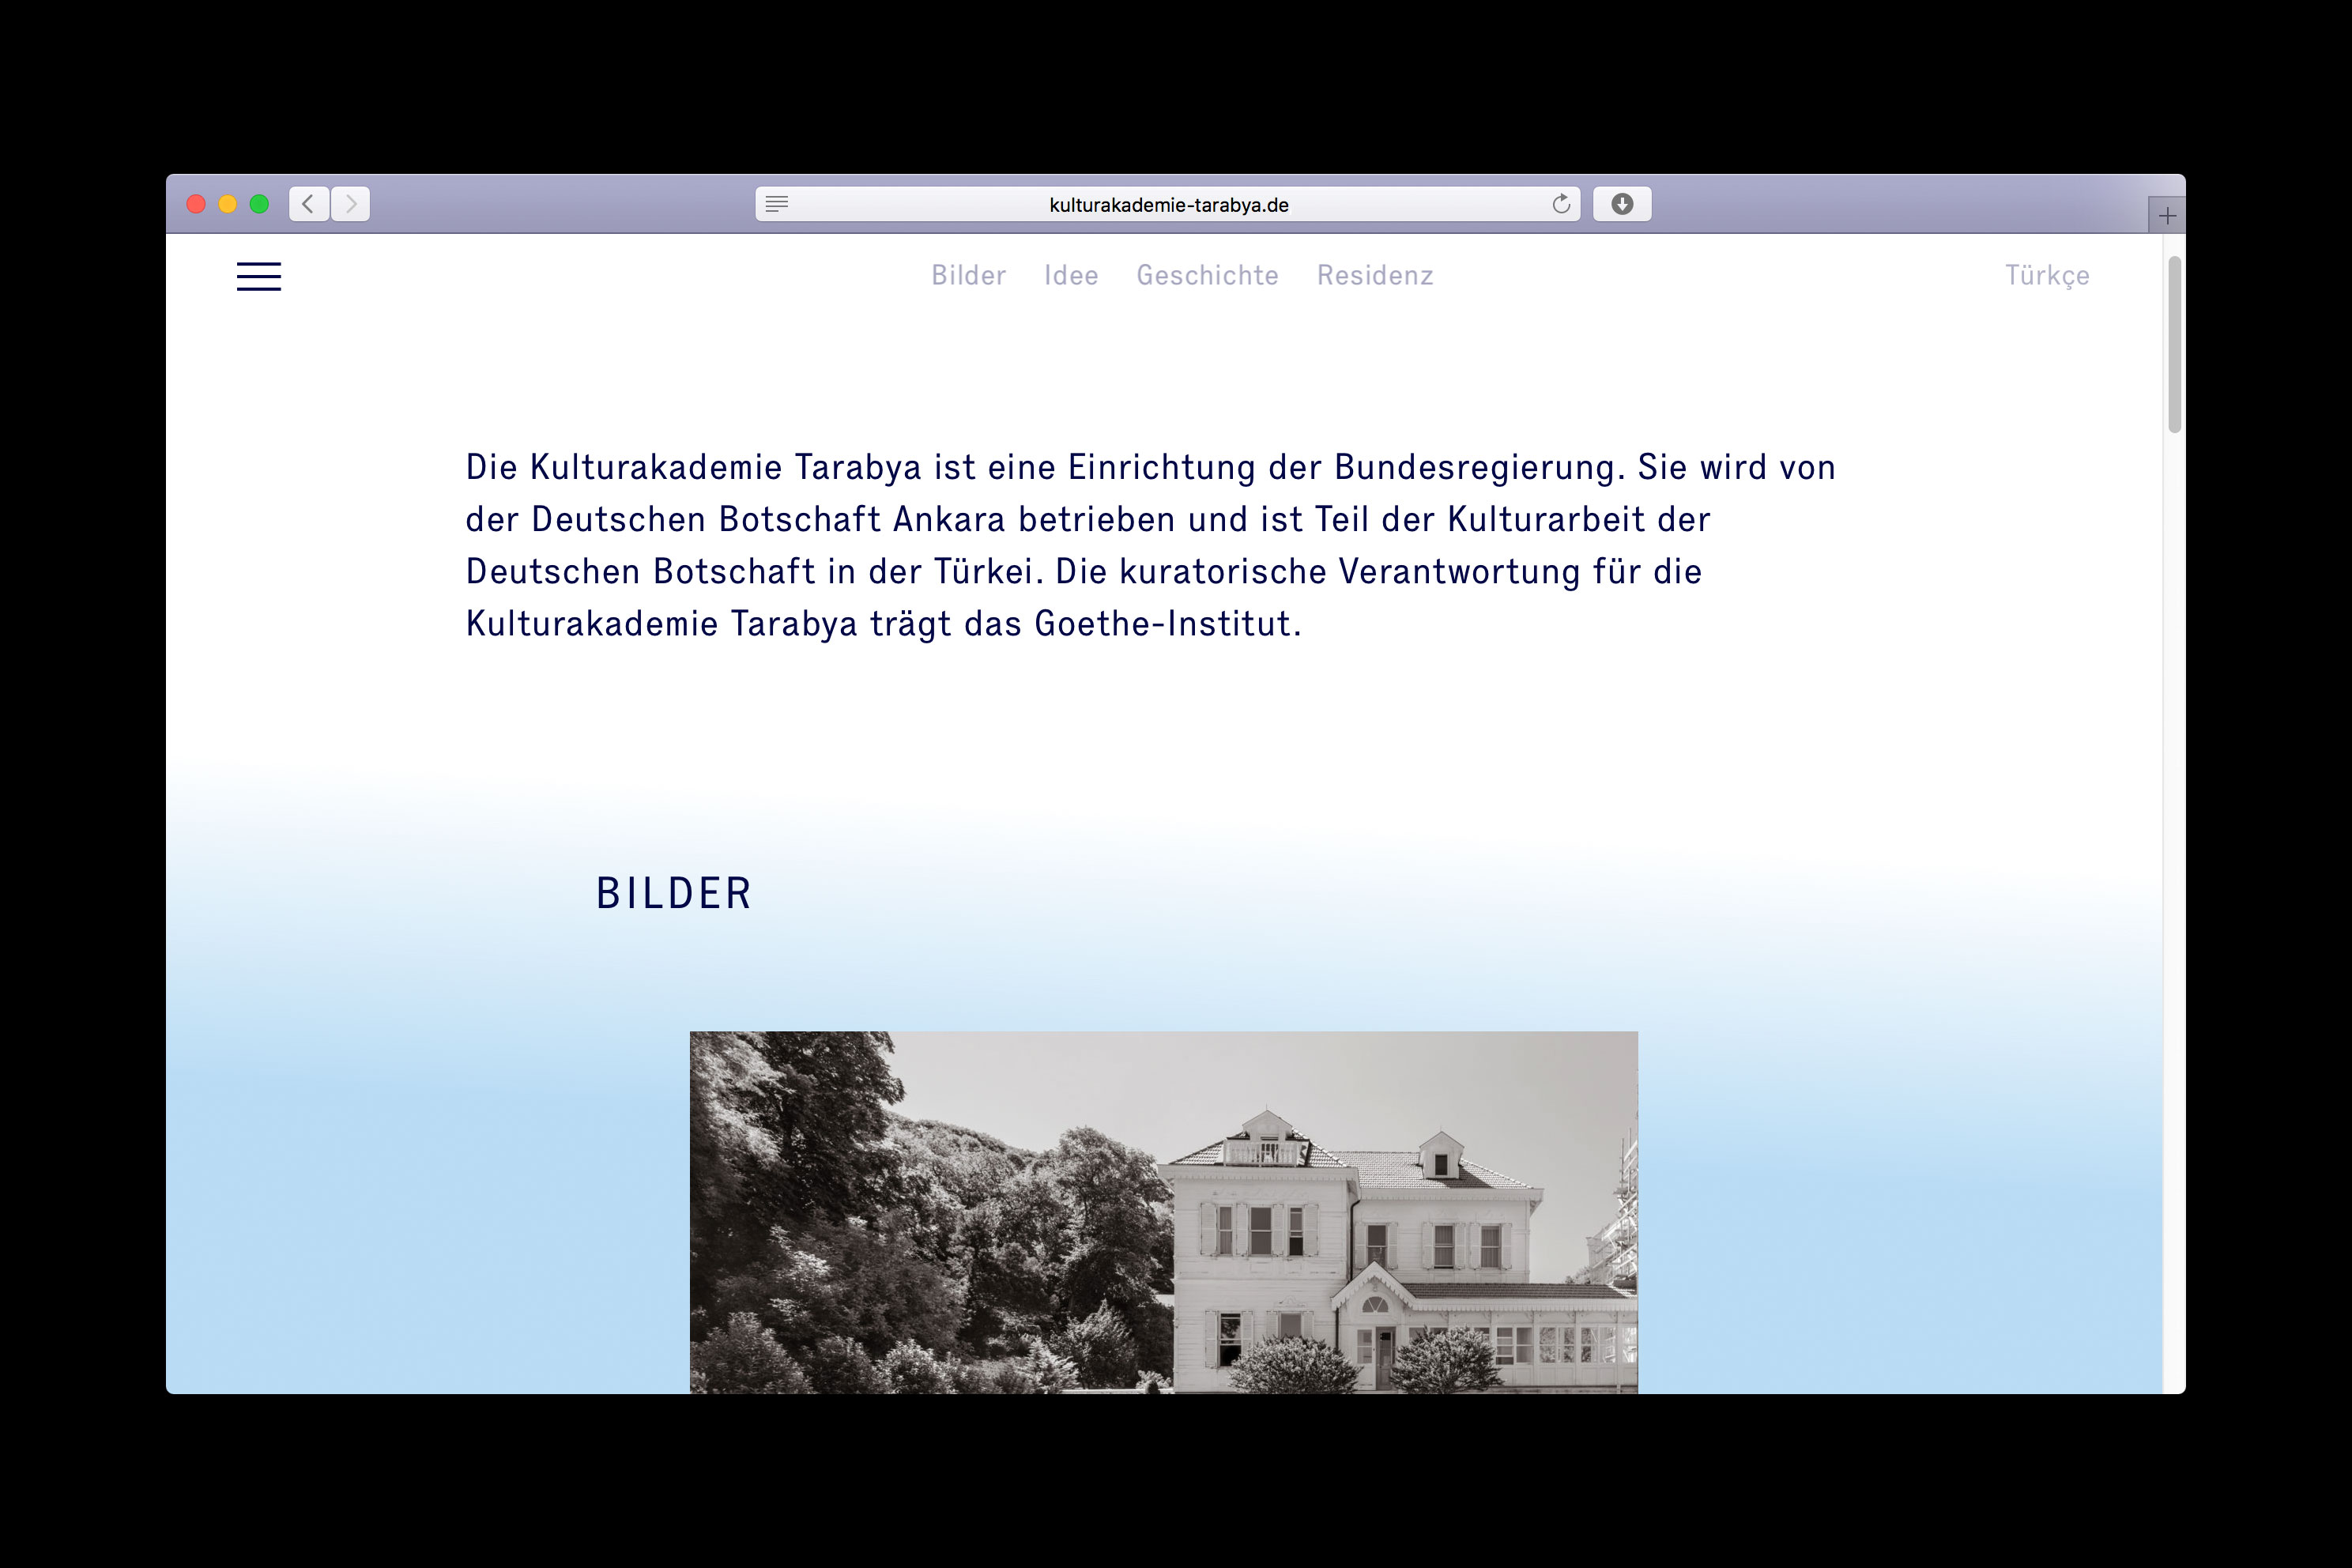 kulturakademie-tarabya.de
Bilder Idee Geschichte Residenz Türkçe
Die Kulturakademie Tarabya ist eine Einrichtung der Bundesregierung. Sie wird von
der Deutschen Botschaft Ankara betrieben und ist Teil der Kulturarbeit der
Deutschen Botschaft in der Türkei. Die kuratorische Verantwortung für die
Kulturakademie Tarabya trägt das Goethe-Institut.
BILDER